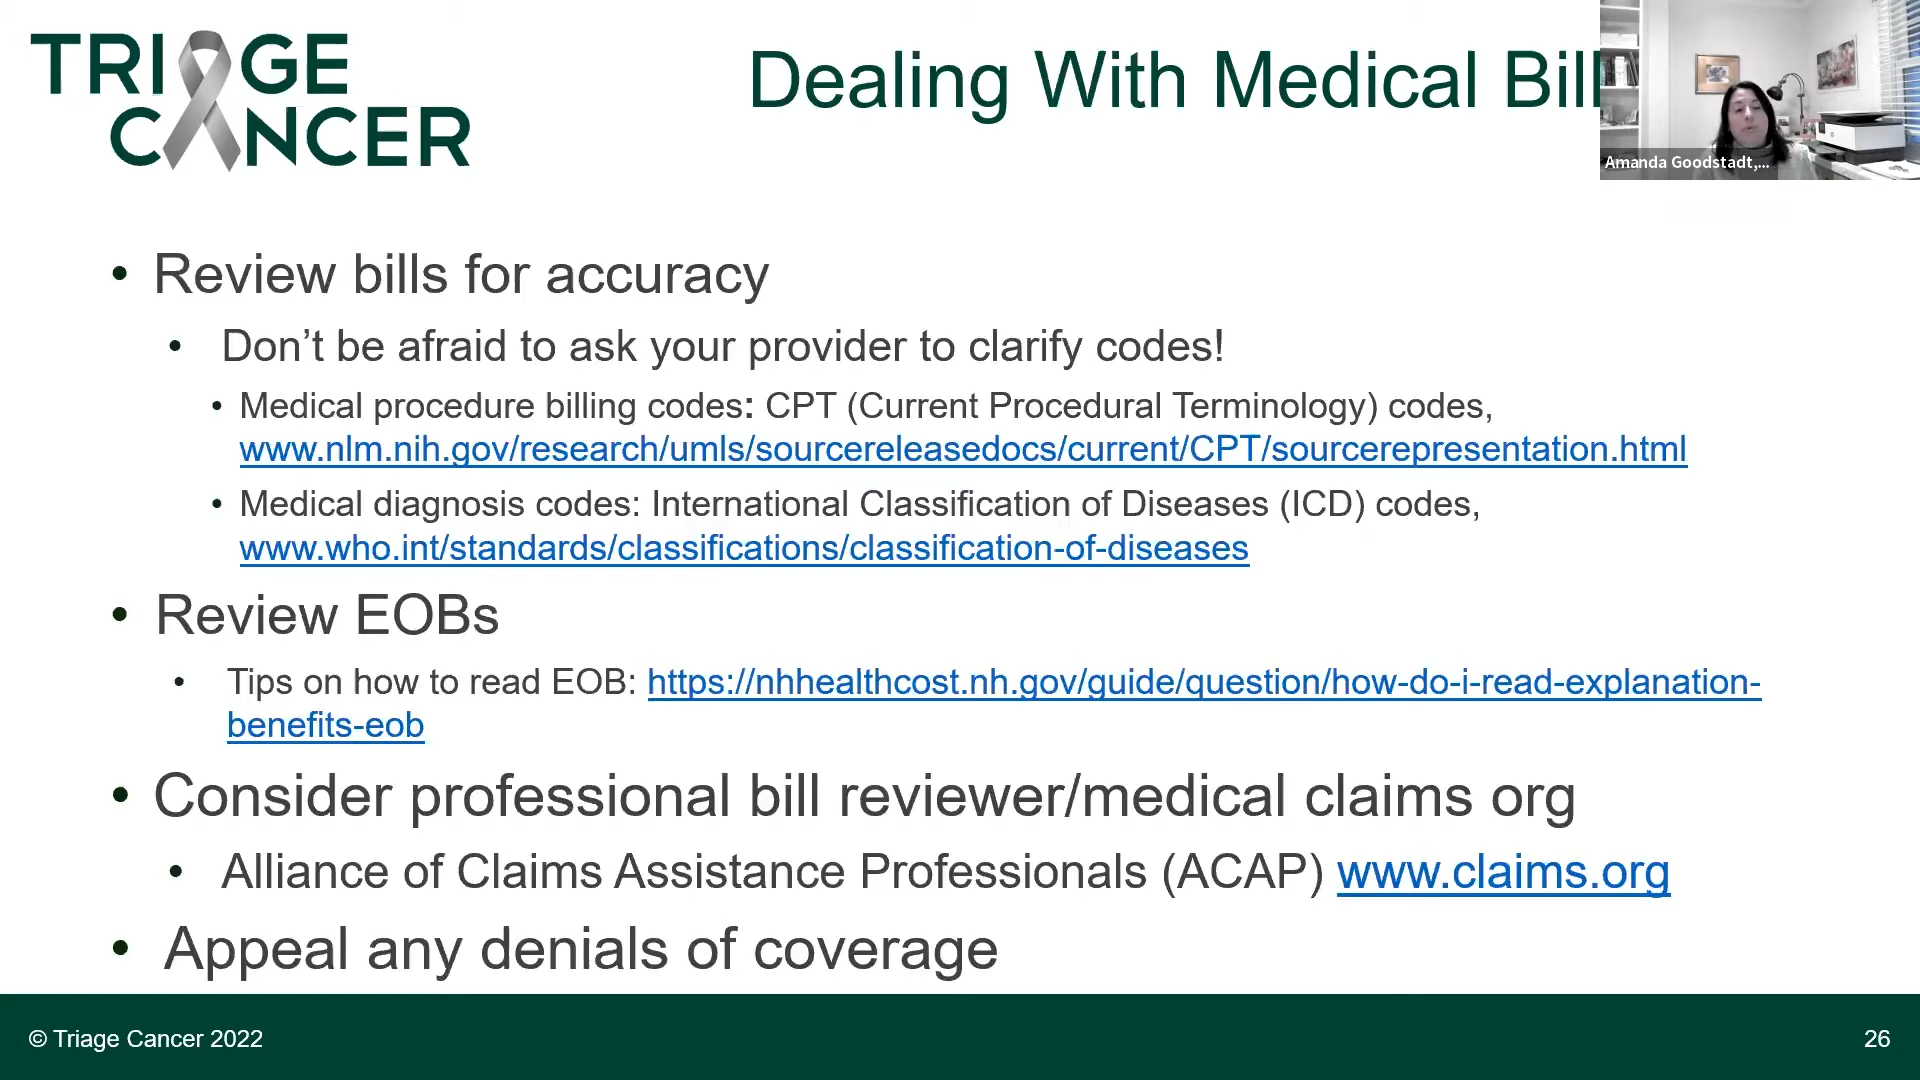 TRIAGE
CANCER
Dealing With Medical Bil
Amanda Goodstadt,...
• Review bills for accuracy
• Don’t be afraid to ask your provider to clarify codes!
• Medical procedure billing codes: CPT (Current Procedural Terminology) codes,
www.nlm.nih.gov/research/umls/sourcereleasedocs/current/CPT/sourcerepresentation.html
• Medical diagnosis codes: International Classification of Diseases (ICD) codes,
www.who.int/standards/classifications/classification-of-diseases
• Review EOBs
• Tips on how to read EOB: https://nhhealthcost.nh.gov/guide/question/how-do-i-read-explanation-
benefits-eob
• Consider professional bill reviewer/medical claims org
• Alliance of Claims Assistance Professionals (ACAP) www.claims.org
• Appeal any denials of coverage
© Triage Cancer 2022
26